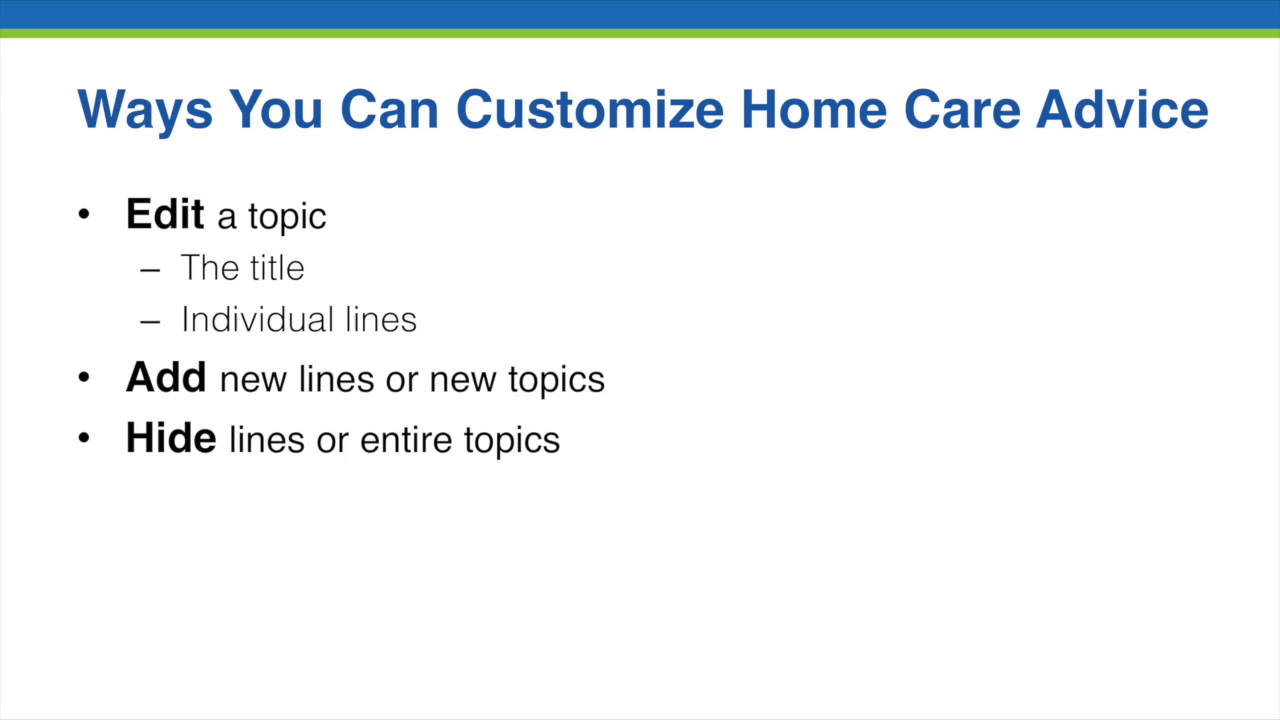 Ways You Can Customize Home Care Advice
• Edit a topic
– The title
– Individual lines
• Add new lines or new topics
• Hide lines or entire topics